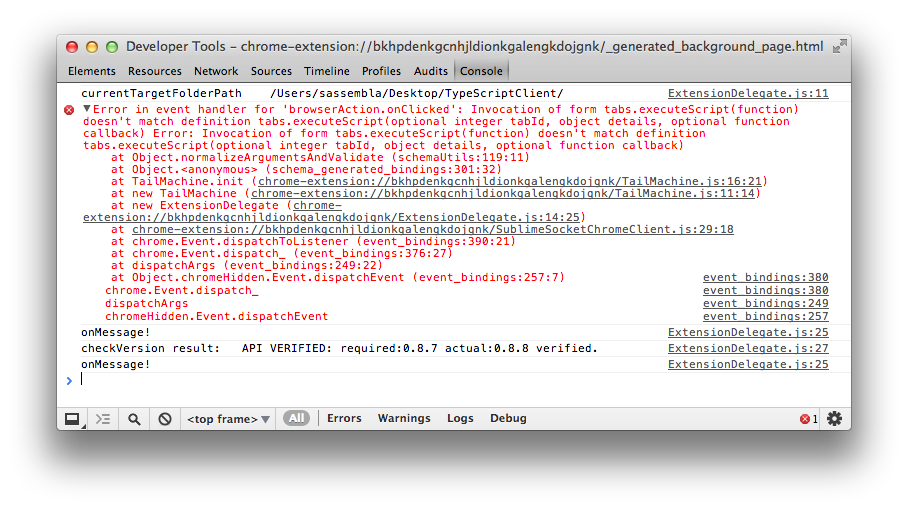 Developer Tools – chrome-extension://bkhpdenkgcnhjldionkgalengkdojgnk/_generated_background_page.html
Elements Resources Network Sources Timeline Profiles Audits Console
currentTargetFolderPath /Users/sassembla/Desktop/TypeScriptClient/ ExtensionDelegate.js:11
▼Error in event handler for 'browserAction.onClicked': Invocation of form tabs.executeScript(function)
doesn't match definition tabs.executeScript(optional integer tabId, object details, optional function
callback) Error: Invocation of form tabs.executeScript(function) doesn't match definition
tabs.executeScript(optional integer tabId, object details, optional function callback)
at Object.normalizeArgumentsAndValidate (schemaUtils:119:11)
at Object.<anonymous> (schema_generated_bindings:301:32)
at TailMachine.init (chrome-extension://bkhpdenkgcnhjldionkgalengkdojgnk/TailMachine.js:16:21)
at new TailMachine (chrome-extension://bkhpdenkgcnhjldionkgalengkdojgnk/TailMachine.js:11:14)
at new ExtensionDelegate (chrome-
extension://bkhpdenkgcnhjldionkgalengkdojgnk/ExtensionDelegate.js:14:25)
at chrome-extension://bkhpdenkgcnhjldionkgalengkdojgnk/SublimeSocketChromeClient.js:29:18
at chrome.Event.dispatchToListener (event_bindings:390:21)
at chrome.Event.dispatch_ (event_bindings:376:27)
at dispatchArgs (event_bindings:249:22)
at Object.chromeHidden.Event.dispatchEvent (event_bindings:257:7) event_bindings:380
chrome.Event.dispatch_ event_bindings:380
dispatchArgs event_bindings:249
chromeHidden.Event.dispatchEvent event_bindings:257
onMessage! ExtensionDelegate.js:25
checkVersion result: API VERIFIED: required:0.8.7 actual:0.8.8 verified. ExtensionDelegate.js:27
onMessage! ExtensionDelegate.js:25
<top frame> ▼ All Errors Warnings Logs Debug 1